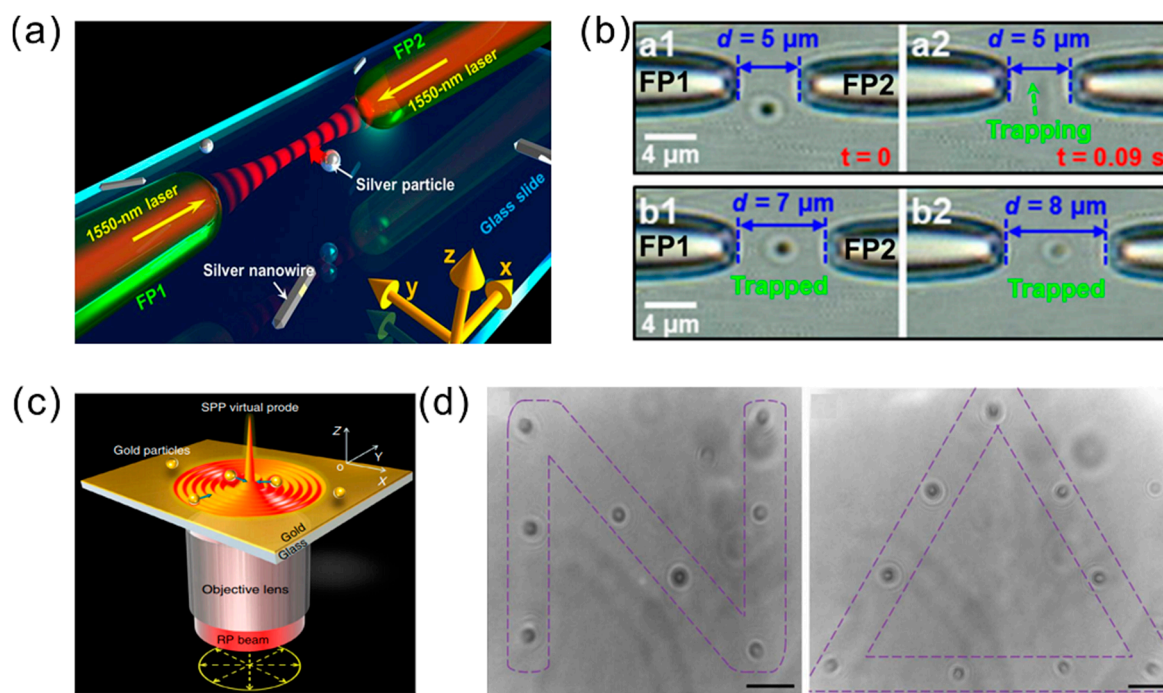 (a)
FP2
1550-nm laser
Silver particle
1550-nm laser
Glass slide
Silver nanowire
FP1
z
x
y
(b)
a1
d = 5 μm
FP1
FP2
4 μm
t = 0
a2
d = 5 μm
Trapping
t = 0.09 s
b1
d = 7 μm
FP1
FP2
Trapped
4 μm
b2
d = 8 μm
Trapped
(c)
SPP virtual prode
Gold particles
Z
Y
o
X
Gold
Glass
Objective lens
RP beam
(d)